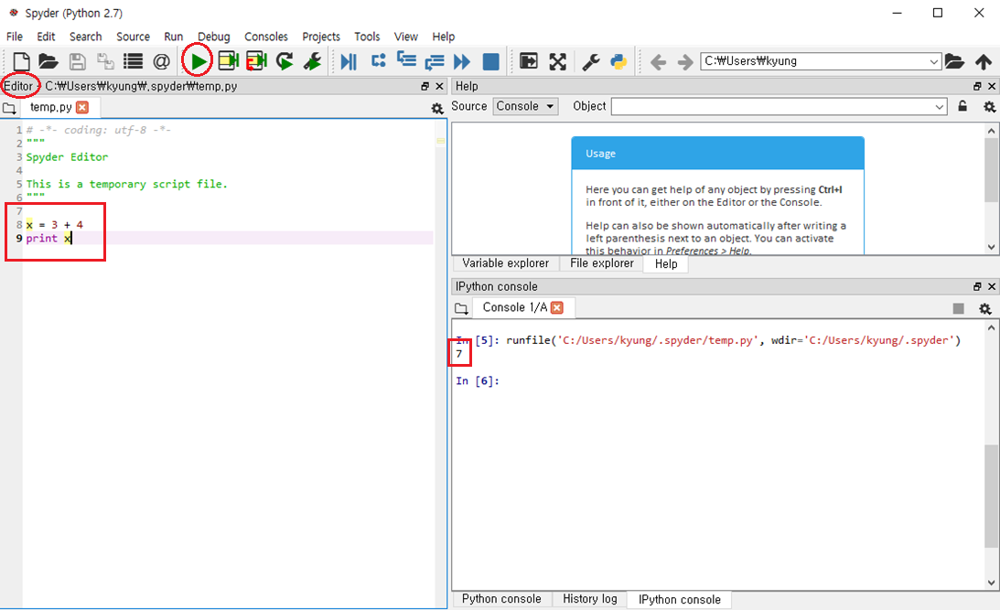 Spyder (Python 2.7)
File Edit Search Source Run Debug Consoles Projects Tools View Help
C:₩Users₩kyung
Editor - C:₩Users₩kyung₩.spyder₩temp.py
temp.py
1 # -*- coding: utf-8 -*-
2 """
3 Spyder Editor
4
5 This is a temporary script file.
6 """
7
8 x = 3 + 4
9 print x
Help
Source Console Object
Usage
Here you can get help of any object by pressing Ctrl+I
in front of it, either on the Editor or the Console.
Help can also be shown automatically after writing a
left parenthesis next to an object. You can activate
this behavior in Preferences > Help.
Variable explorer File explorer Help
IPython console
Console 1/A
In [5]: runfile('C:/Users/kyung/.spyder/temp.py', wdir='C:/Users/kyung/.spyder')
7
In [6]:
Python console History log IPython console